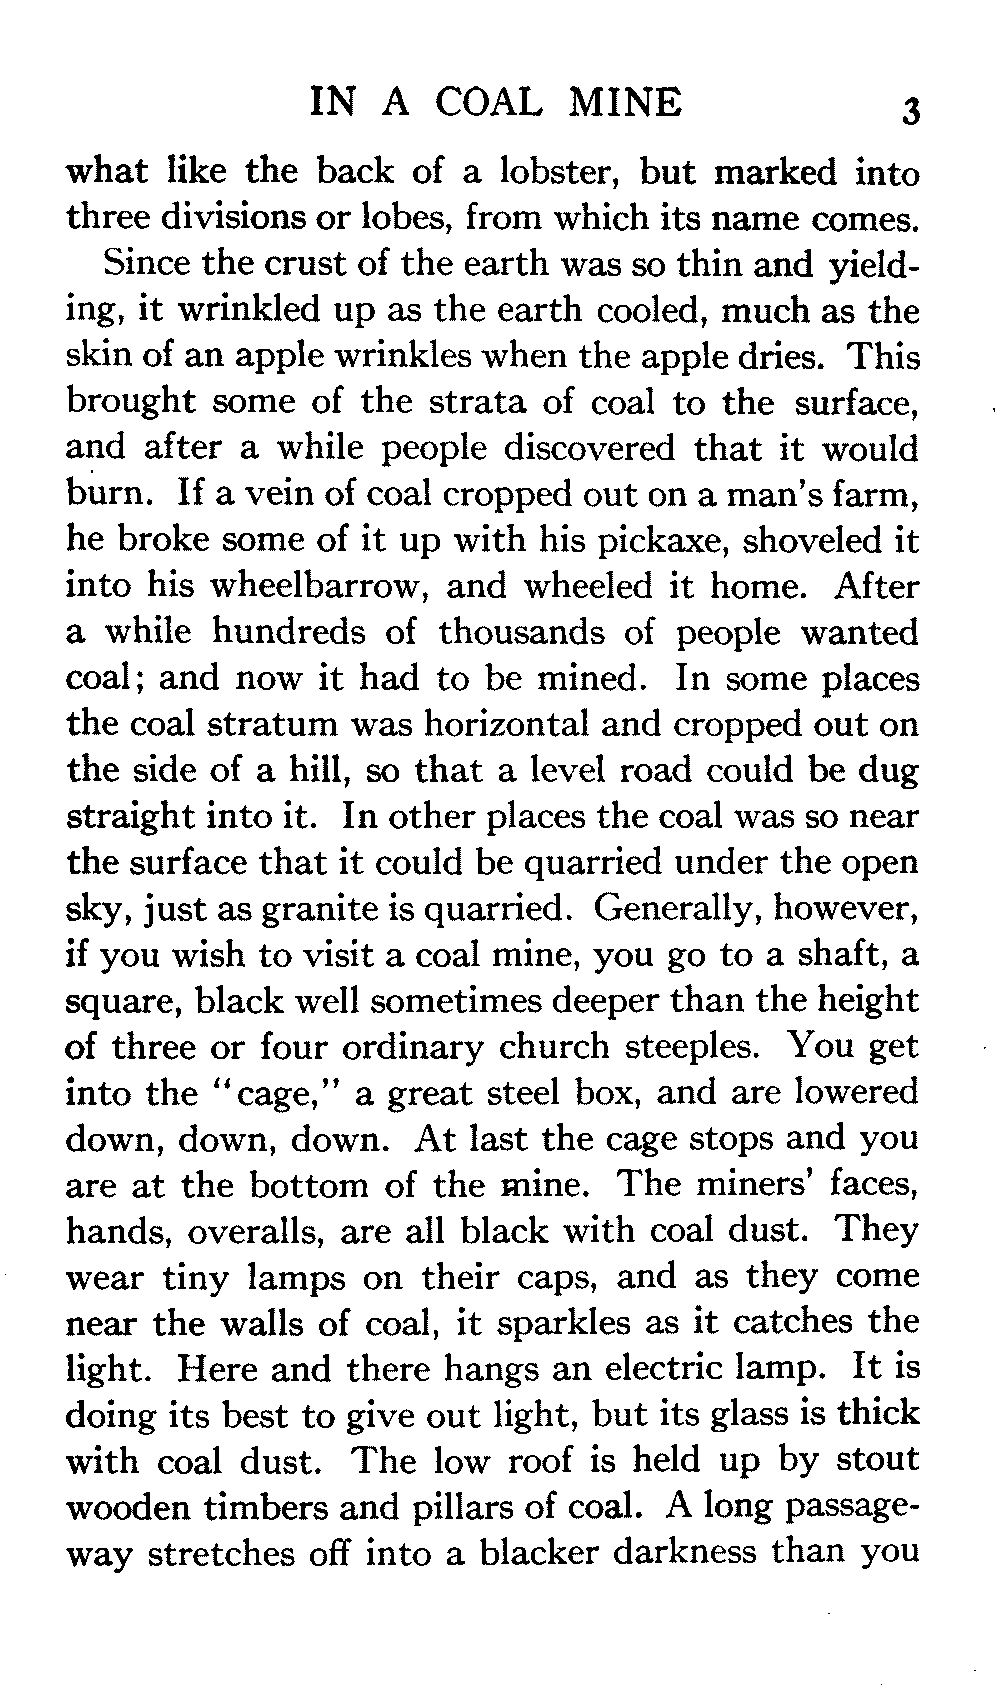 IN A COAL MINE 3
what like the back of a lobster, but marked into
three divisions or lobes, from which its name comes.
Since the crust of the earth was so thin and yield-
ing, it wrinkled up as the earth cooled, much as the
skin of an apple wrinkles when the apple dries. This
brought some of the strata of coal to the surface,
and after a while people discovered that it would
burn. If a vein of coal cropped out on a man's farm,
he broke some of it up with his pickaxe, shoveled it
into his wheelbarrow, and wheeled it home. After
a while hundreds of thousands of people wanted
coal; and now it had to be mined. In some places
the coal stratum was horizontal and cropped out on
the side of a hill, so that a level road could be dug
straight into it. In other places the coal was so near
the surface that it could be quarried under the open
sky, just as granite is quarried. Generally, however,
if you wish to visit a coal mine, you go to a shaft, a
square, black well sometimes deeper than the height
of three or four ordinary church steeples. You get
into the "cage," a great steel box, and are lowered
down, down, down. At last the cage stops and you
are at the bottom of the mine. The miners' faces,
hands, overalls, are all black with coal dust. They
wear tiny lamps on their caps, and as they come
near the walls of coal, it sparkles as it catches the
light. Here and there hangs an electric lamp. It is
doing its best to give out light, but its glass is thick
with coal dust. The low roof is held up by stout
wooden timbers and pillars of coal. A long passage-
way stretches off into a blacker darkness than you